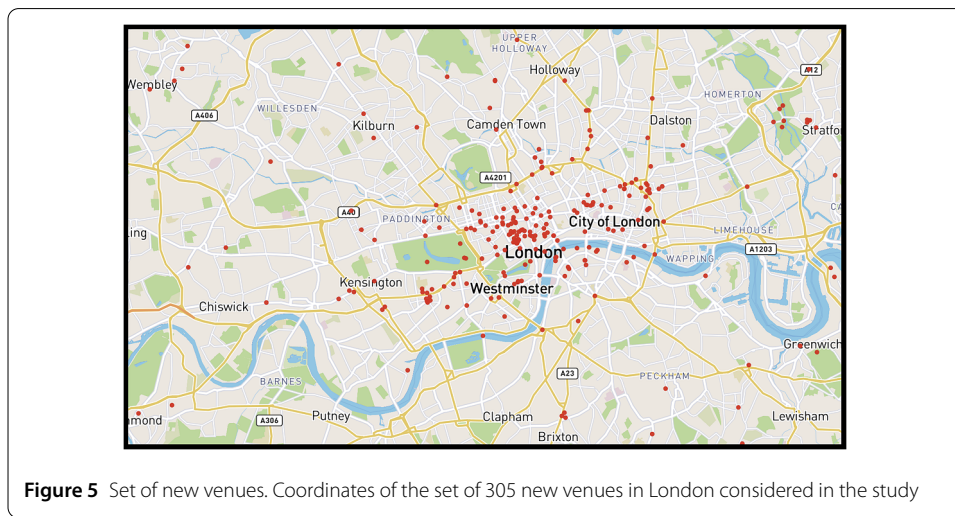 UPPER
HOLLOWAY
Holloway
A12
Wembley
HOMERTON
WILLESDEN
A406
Kilburn
Camden Town
Dalston
Stratfo
A4201
A40
PADDINGTON
City of London
ling
LIMEHOUSE
CA
London
A1203
WAPPING
Kensington
Westminster
Chiswick
Greenwich
BARNES
A23
PECKHAM
mond
A306
Putney
Clapham
Lewisham
Brixton
Figure 5 Set of new venues. Coordinates of the set of 305 new venues in London considered in the study